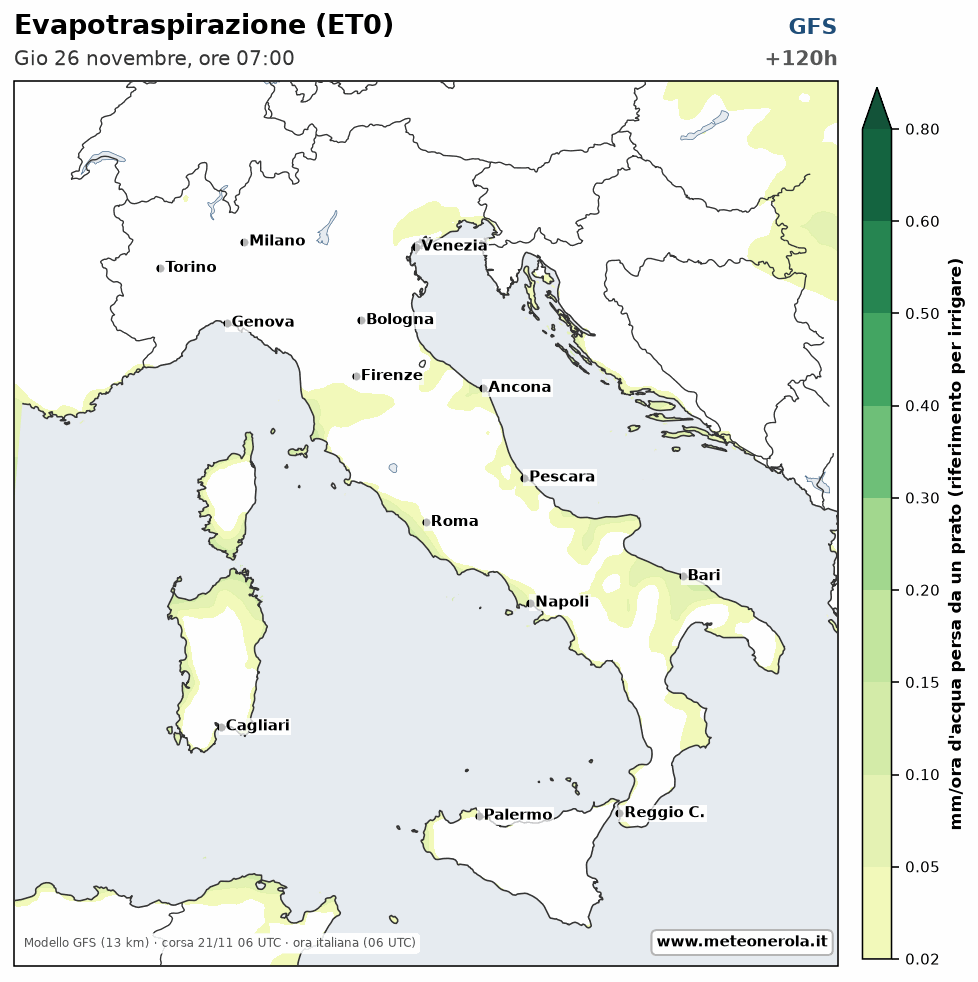 Evapotraspirazione (ET0)
GFS
Gio 26 novembre, ore 07:00
+120h
Milano
Venezia
Torino
Genova
Bologna
Firenze
Ancona
Pescara
Roma
Bari
Napoli
Cagliari
Palermo
Reggio C.
0.80
0.60
0.50
0.40
0.30
0.20
0.15
0.10
0.05
0.02
mm/ora d'acqua persa da un prato (riferimento per irrigare)
Modello GFS (13 km) · corsa 21/11 06 UTC · ora italiana (06 UTC)
www.meteonerola.it